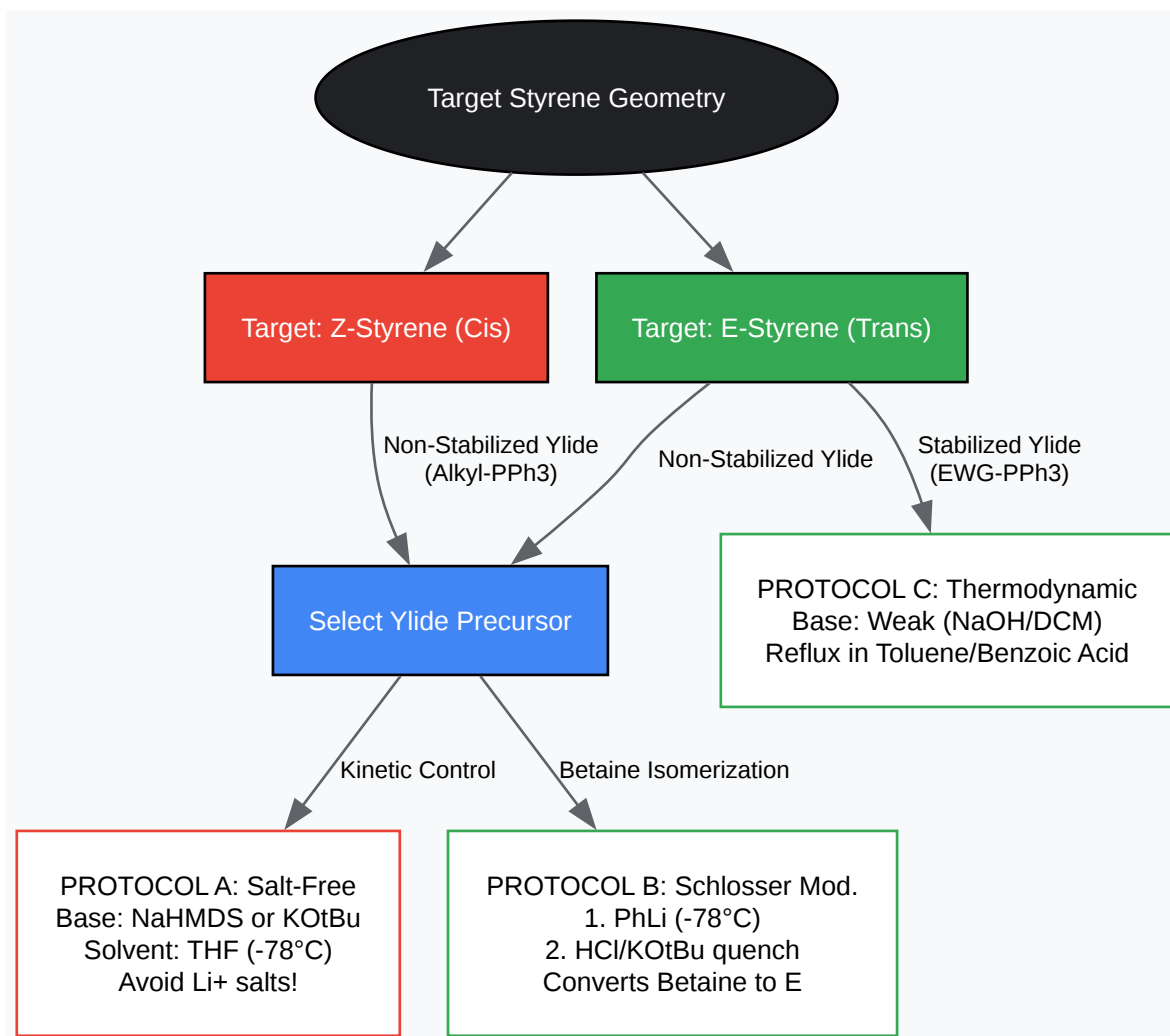 Target Styrene Geometry
Target: Z-Styrene (Cis)
Target: E-Styrene (Trans)
Non-Stabilized Ylide
(Alkyl-PPh3)
Non-Stabilized Ylide
Stabilized Ylide
(EWG-PPh3)
Select Ylide Precursor
PROTOCOL C: Thermodynamic
Base: Weak (NaOH/DCM)
Reflux in Toluene/Benzoic Acid
Kinetic Control
Betaine Isomerization
PROTOCOL A: Salt-Free
Base: NaHMDS or KOtBu
Solvent: THF (-78°C)
Avoid Li+ salts!
PROTOCOL B: Schlosser Mod.
1. PhLi (-78°C)
2. HCl/KOtBu quench
Converts Betaine to E